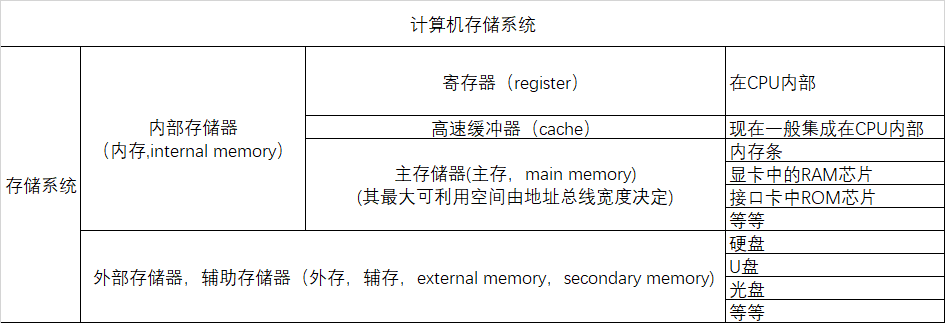 计算机存储系统
存储系统
内部存储器
（内存,internal memory）
寄存器（register）
在CPU内部
高速缓冲器（cache）
现在一般集成在CPU内部
主存储器(主存，main memory)
(其最大可利用空间由地址总线宽度决定)
内存条
显卡中的RAM芯片
接口卡中ROM芯片
等等
外部存储器，辅助存储器（外存，辅存，external memory，secondary memory)
硬盘
U盘
光盘
等等